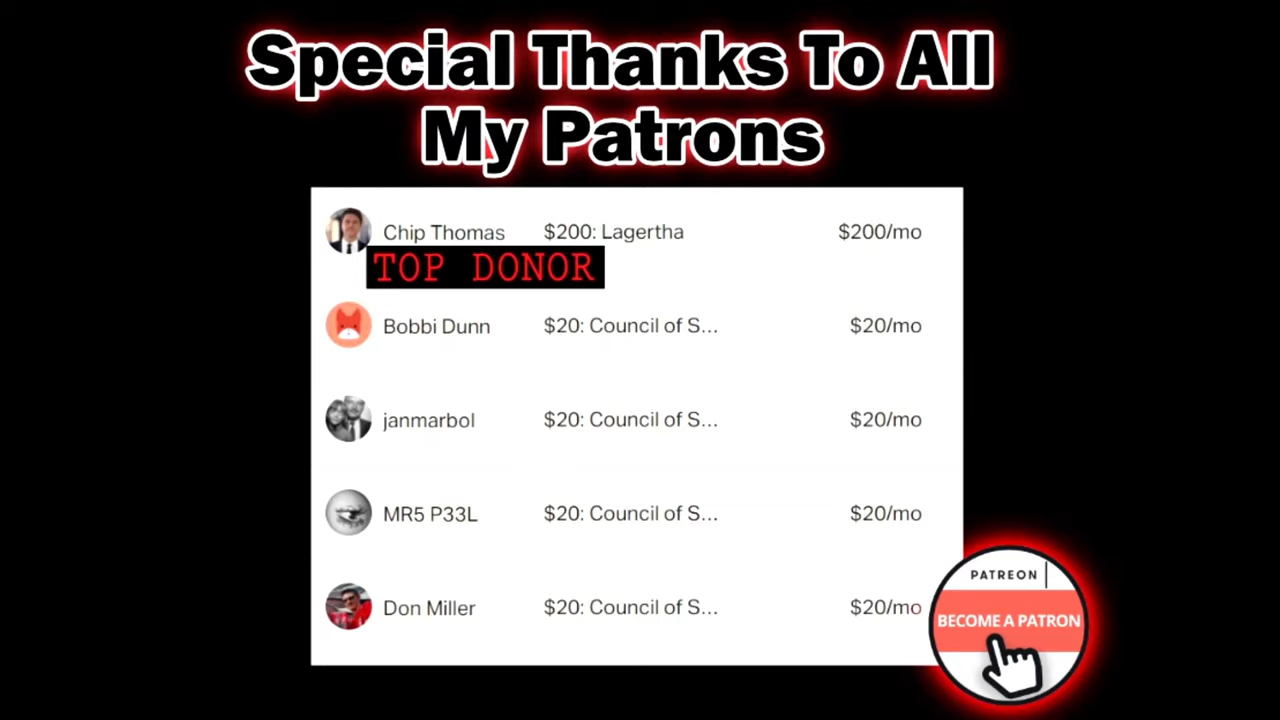 Special Thanks To All
My Patrons
Chip Thomas $200: Lagertha $200/mo
TOP DONOR
Bobbi Dunn $20: Council of S... $20/mo
janmarbol $20: Council of S... $20/mo
MR5 P33L $20: Council of S... $20/mo
Don Miller $20: Council of S... $20/mo
PATREON
BECOME A PATRON